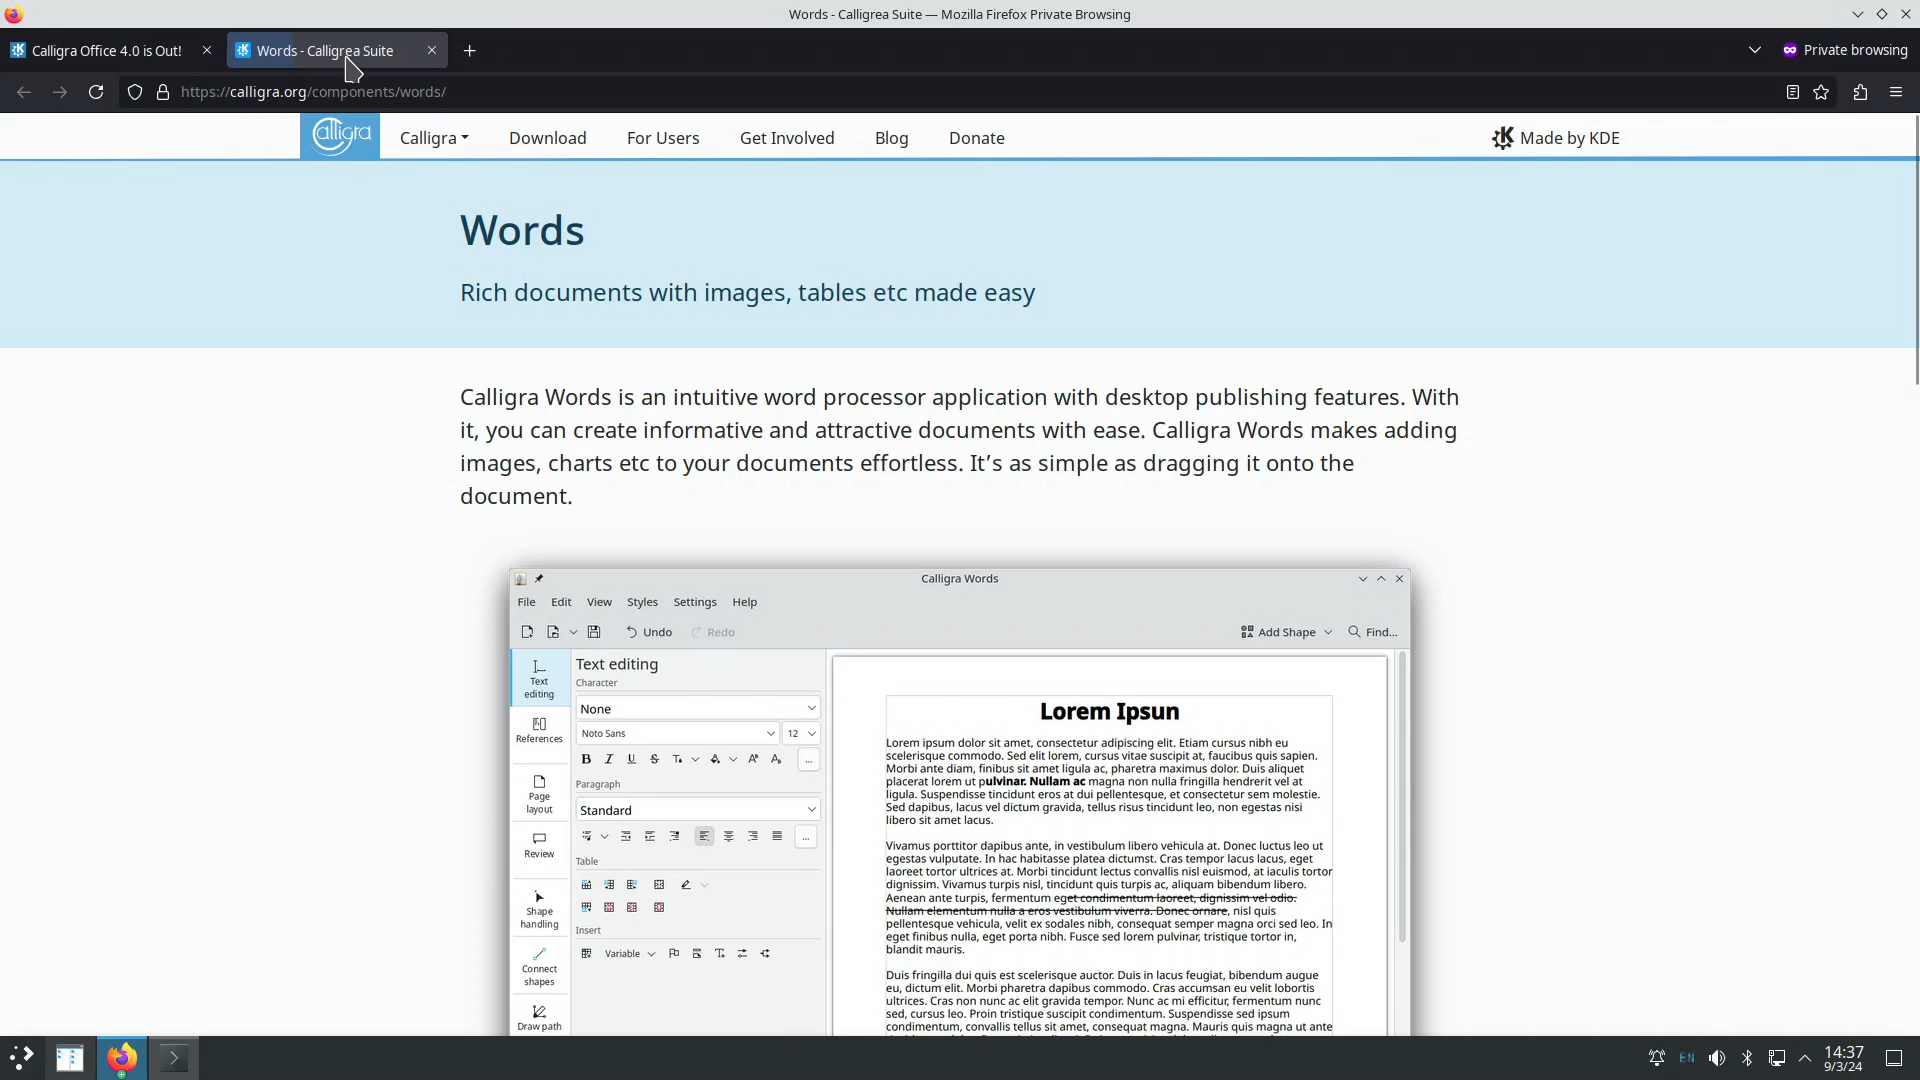 Words - Calligrea Suite — Mozilla Firefox Private Browsing
Calligra Office 4.0 is Out!
Words - Calligrea Suite
Private browsing
https://calligra.org/components/words/
Calligra
Calligra
Download
For Users
Get Involved
Blog
Donate
Made by KDE
Words
Rich documents with images, tables etc made easy
Calligra Words is an intuitive word processor application with desktop publishing features. With
it, you can create informative and attractive documents with ease. Calligra Words makes adding
images, charts etc to your documents effortless. It’s as simple as dragging it onto the
document.
Calligra Words
File Edit View Styles Settings Help
Undo Redo
Add Shape
Find...
Text
editing
References
Page
layout
Review
Shape
handling
Connect
shapes
Draw path
Text editing
Character
None
Noto Sans
12
Paragraph
Standard
Table
Insert
Variable
Lorem Ipsun
Lorem ipsum dolor sit amet, consectetur adipiscing elit. Etiam cursus nibh eu
scelerisque commodo. Sed elit lorem, cursus vitae suscipit at, faucibus quis sapien.
Morbi ante diam, finibus sit amet ligula ac, pharetra maximus dolor. Duis aliquet
placerat lorem ut pulvinar. Nullam ac magna non nulla fringilla hendrerit vel at
ligula. Suspendisse tincidunt eros at dui pellentesque, et consectetur sem molestie.
Sed dapibus, lacus vel dictum gravida, tellus risus tincidunt leo, non egestas nisi
libero sit amet lacus.
Vivamus porttitor dapibus ante, in vestibulum libero vehicula at. Donec luctus leo ut
egestas vulputate. In hac habitasse platea dictumst. Cras tempor lacus lacus, eget
laoreet tortor ultrices at. Morbi tincidunt lectus convallis nisl euismod, at iaculis tortor
dignissim. Vivamus turpis nisl, tincidunt quis turpis ac, aliquam bibendum libero.
Aenean ante turpis, fermentum eget condimentum laoreet, dignissim vel odio.
Nullam elementum nulla a eros vestibulum viverra. Donec ornare, nisl quis
pellentesque vehicula, velit ex sodales nibh, consequat semper magna orci sed leo. In
eget finibus nulla, eget porta nibh. Fusce sed lorem pulvinar, tristique tortor in,
blandit mauris.
Duis fringilla dui quis est scelerisque auctor. Duis in lacus feugiat, bibendum augue
eu, dictum elit. Morbi pharetra dapibus commodo. Cras accumsan eu velit lobortis
ultrices. Cras non nunc ac elit gravida tempor. Nunc ac mi efficitur, fermentum nunc
sed, cursus leo. Proin tristique suscipit condimentum. Suspendisse sed ipsum
condimentum, convallis tellus sit amet, consequat magna. Mauris quis magna ut ante
EN
14:37
9/3/24